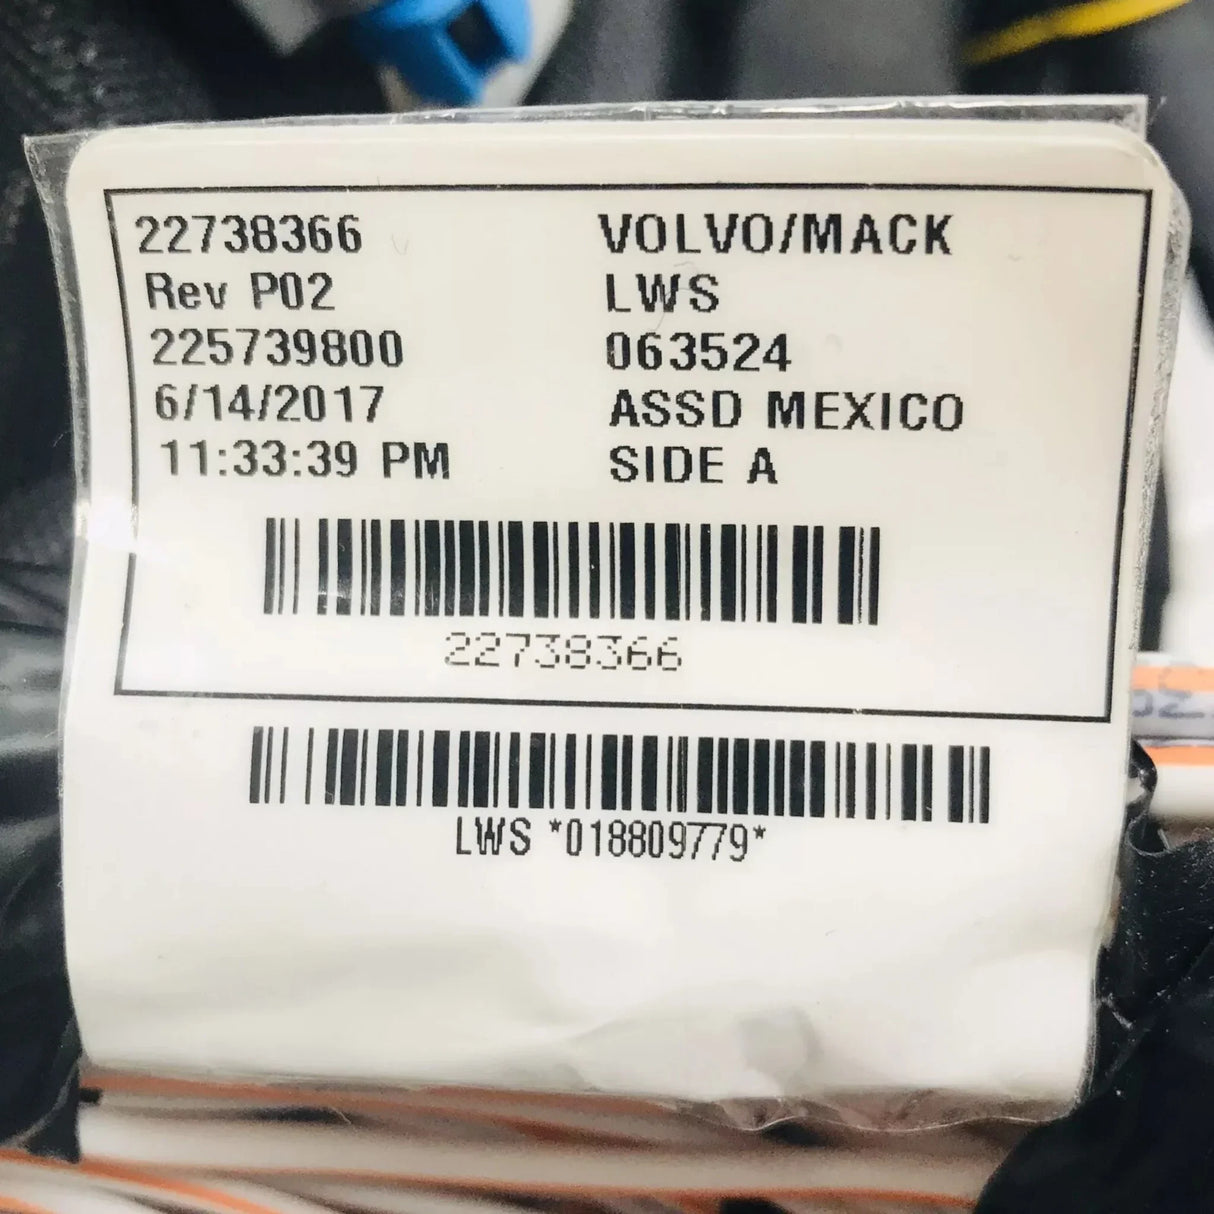 22738366
Rev P02
225739800
6/14/2017
11:33:39 PM
VOLVO/MACK
LWS
063524
ASSD MEXICO
SIDE A
22738366
LWS *018809779*